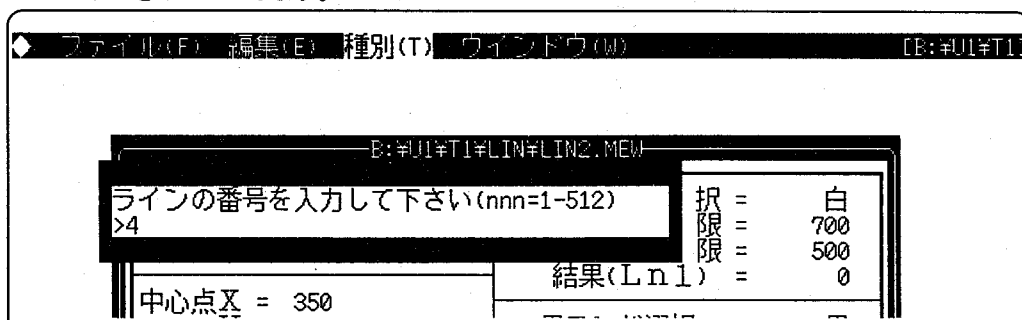 ファイル(F) 編集(E) 種別(T) ウインドウ(W) [B:¥U1¥T1]
B:¥U1¥T1¥LIN¥LIN2.MEW
ラインの番号を入力して下さい(nnn=1-512)
>4
択 = 白
限 = 700
限 = 500
結果(Ln1) = 0
中心点X = 350